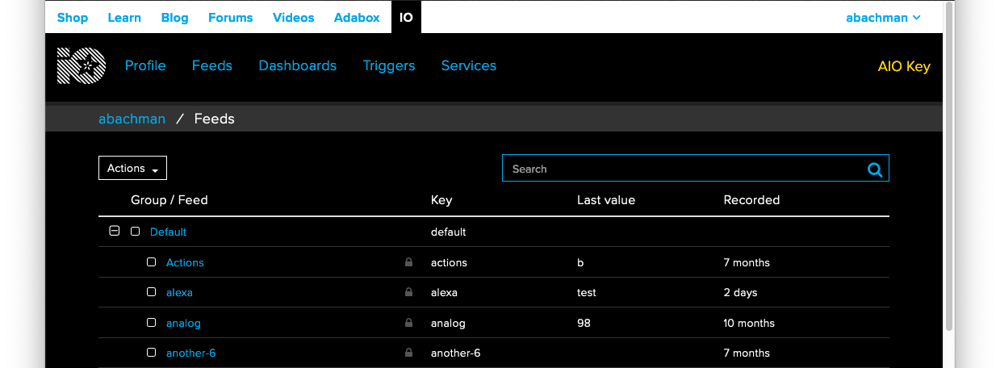 Shop Learn Blog Forums Videos Adabox IO abachman
IO Profile Feeds Dashboards Triggers Services AIO Key
abachman / Feeds
Actions Search
Group / Feed Key Last value Recorded
Default default
Actions actions b 7 months
alexa alexa test 2 days
analog analog 98 10 months
another-6 another-6 7 months